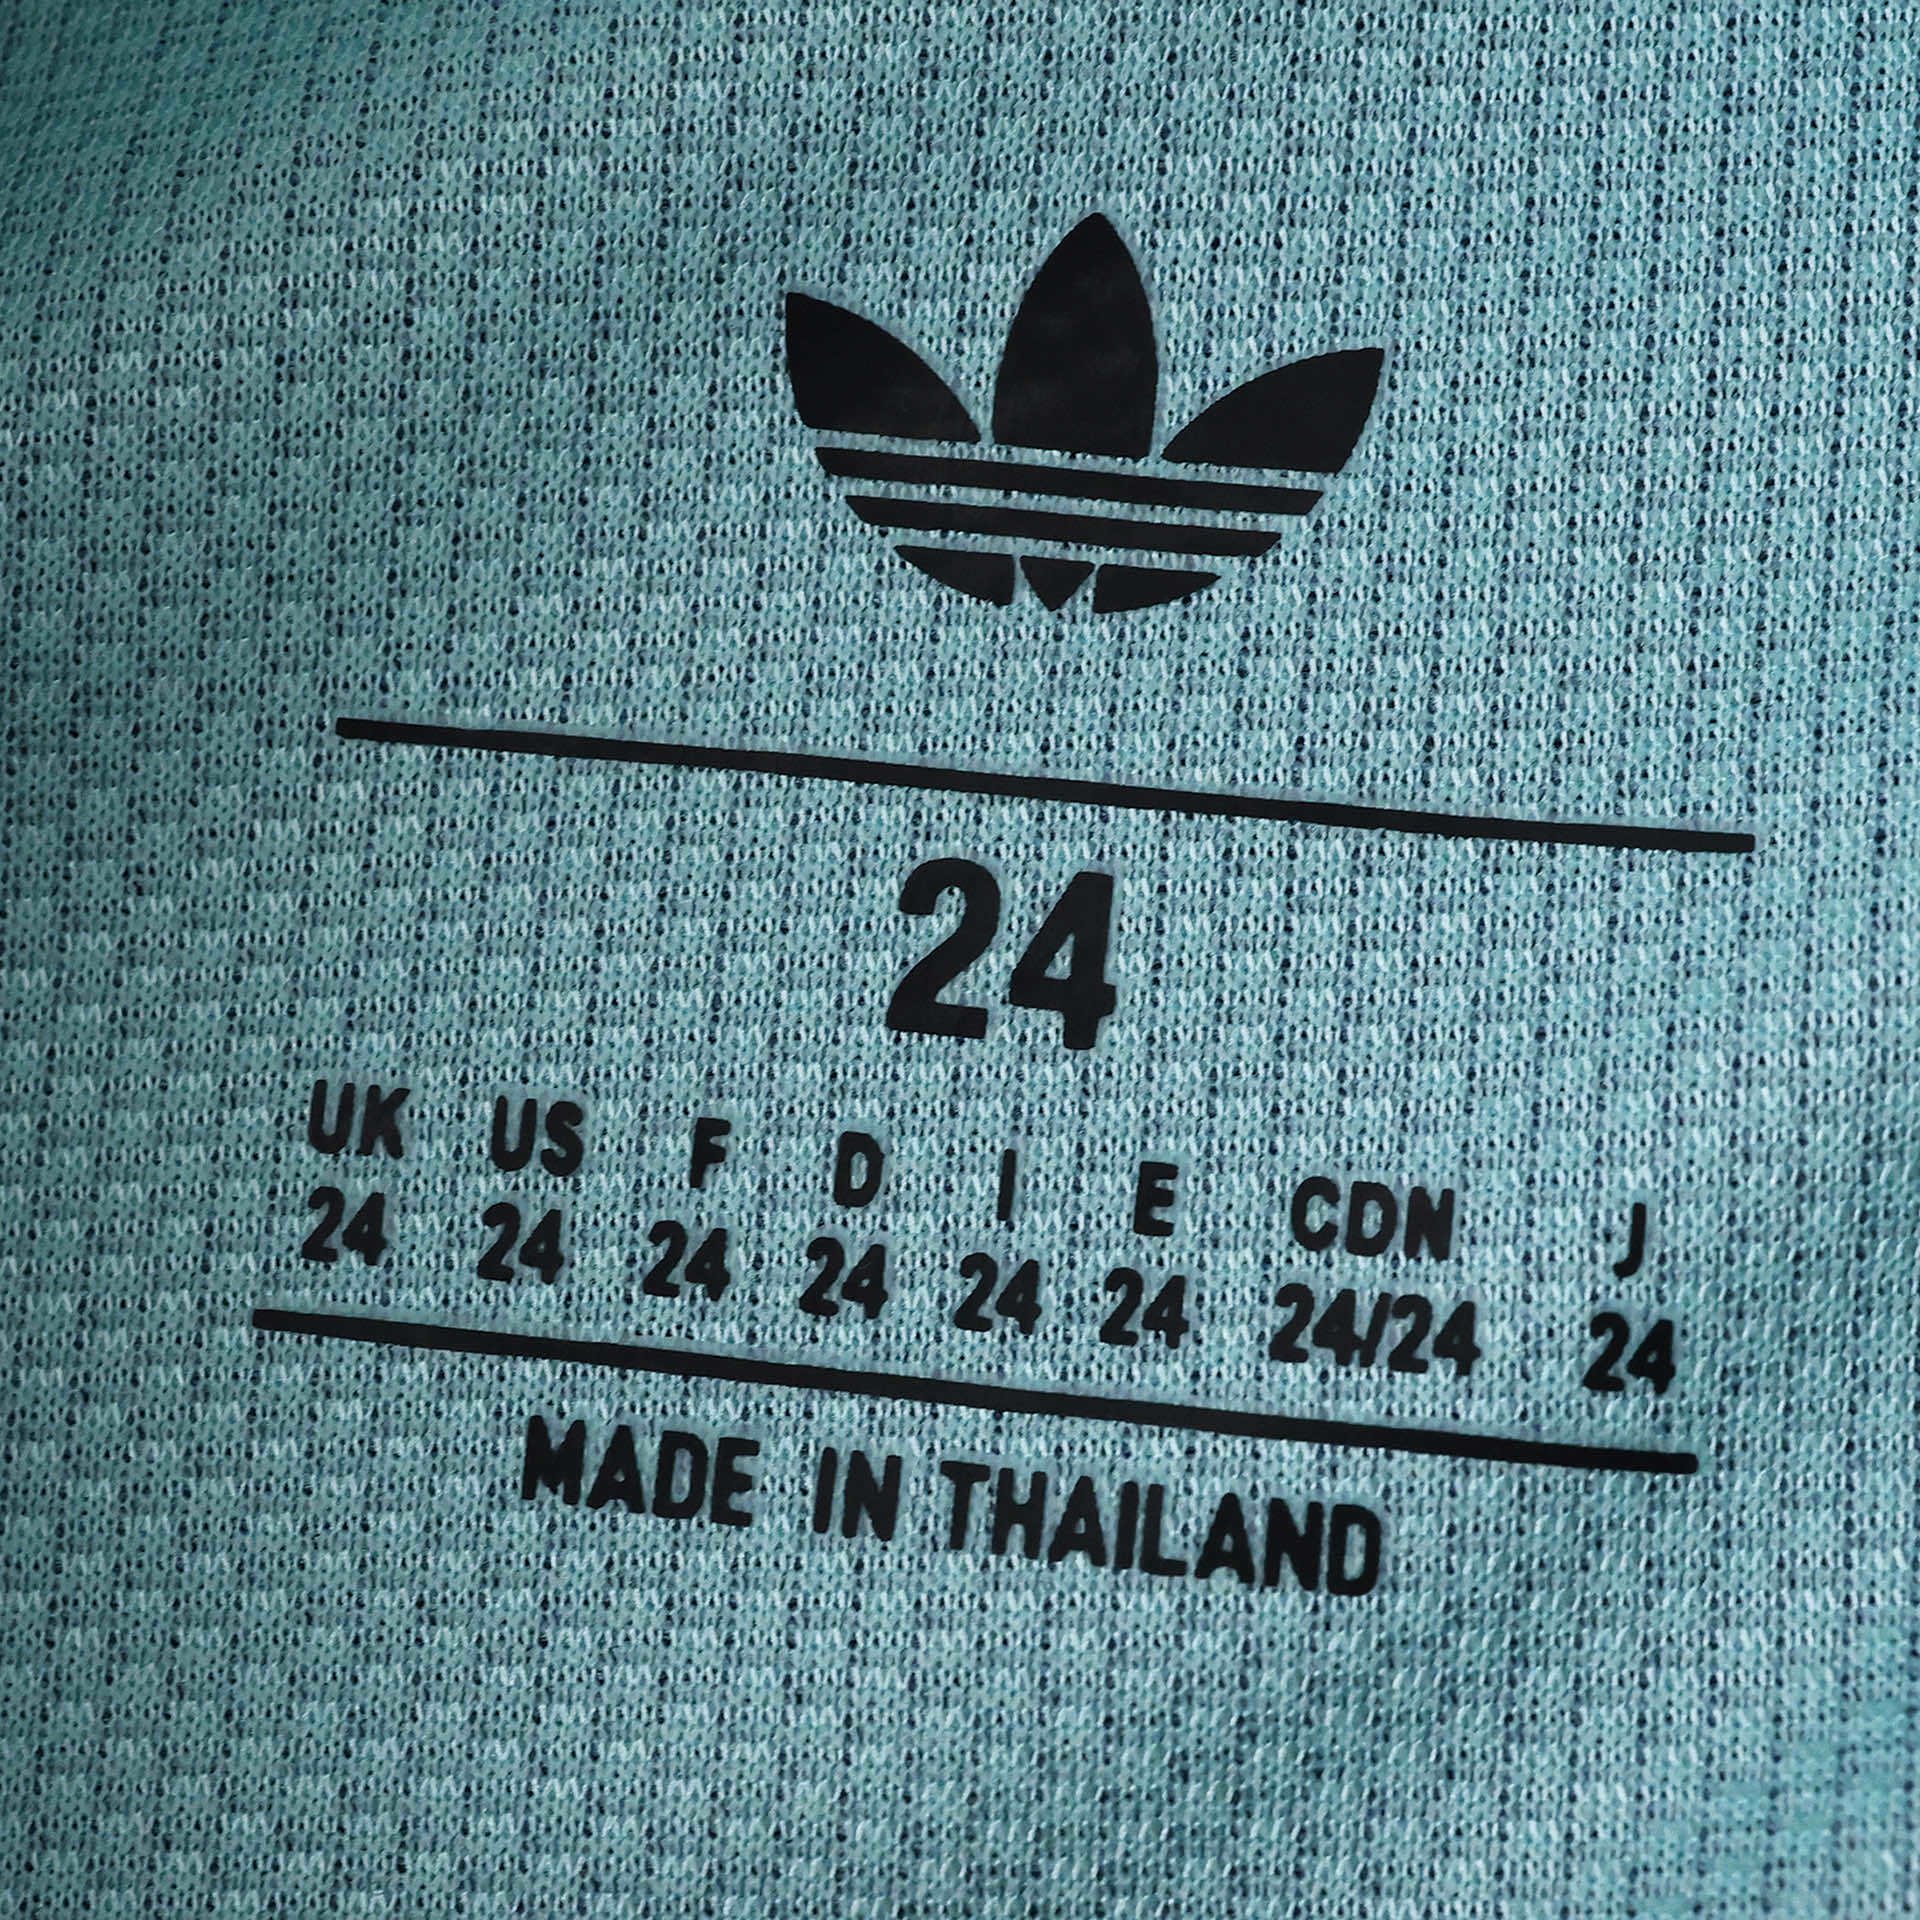 24
UK US F D I E CDN J
24 24 24 24 24 24 24/24 24
MADE IN THAILAND